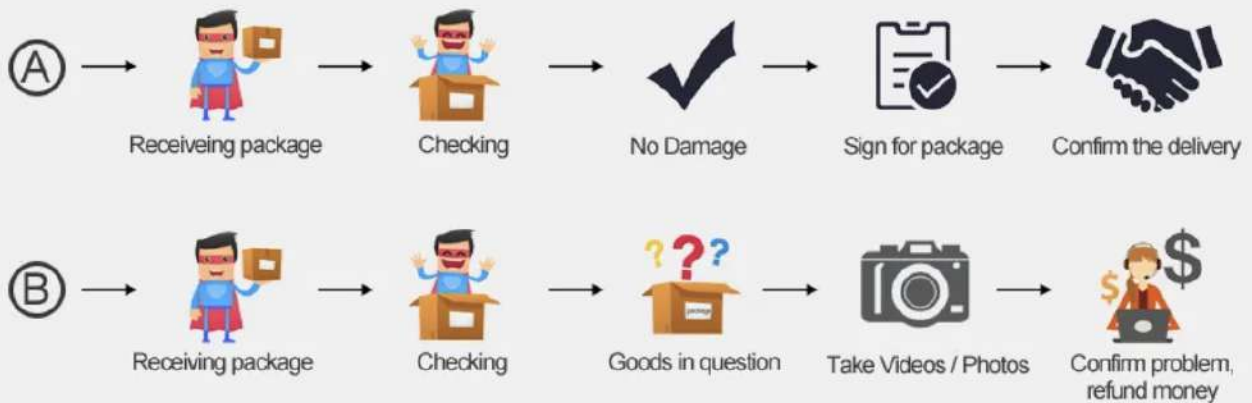 A
Receiveing package
Checking
No Damage
Sign for package
Confirm the delivery
B
Receiving package
Checking
package
Goods in question
Take Videos / Photos
Confirm problem,
refund money